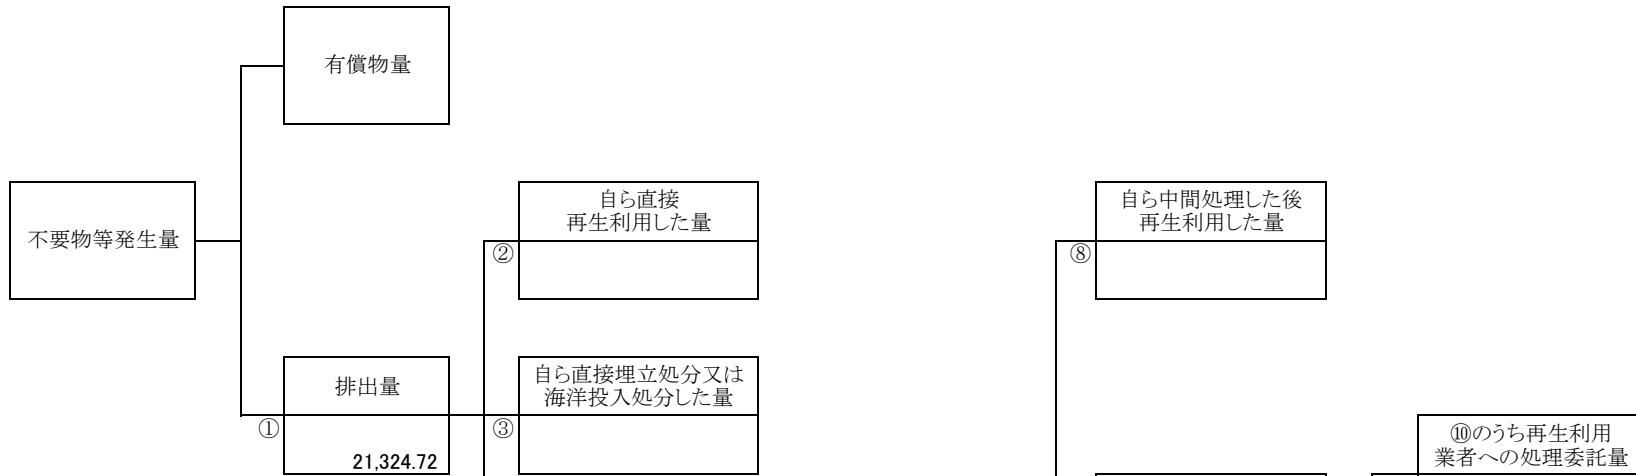 有償物量
不要物等発生量
自ら直接
再生利用した量
②
自ら中間処理した後
再生利用した量
⑧
排出量
①
21,324.72
自ら直接埋立処分又は
海洋投入処分した量
③
⑩のうち再生利用
業者への処理委託量